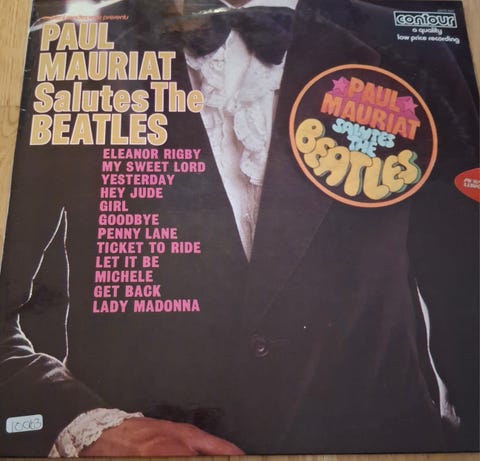 presents
PAUL
MAURIAT
Salutes The
BEATLES
ELEANOR RIGBY
MY SWEET LORD
YESTERDAY
HEY JUDE
GIRL
GOODBYE
PENNY LANE
TICKET TO RIDE
LET IT BE
MICHELE
GET BACK
LADY MADONNA
contour
a quality
low price recording
PAUL
MAURIAT
SALUTES
THE
BEATLES